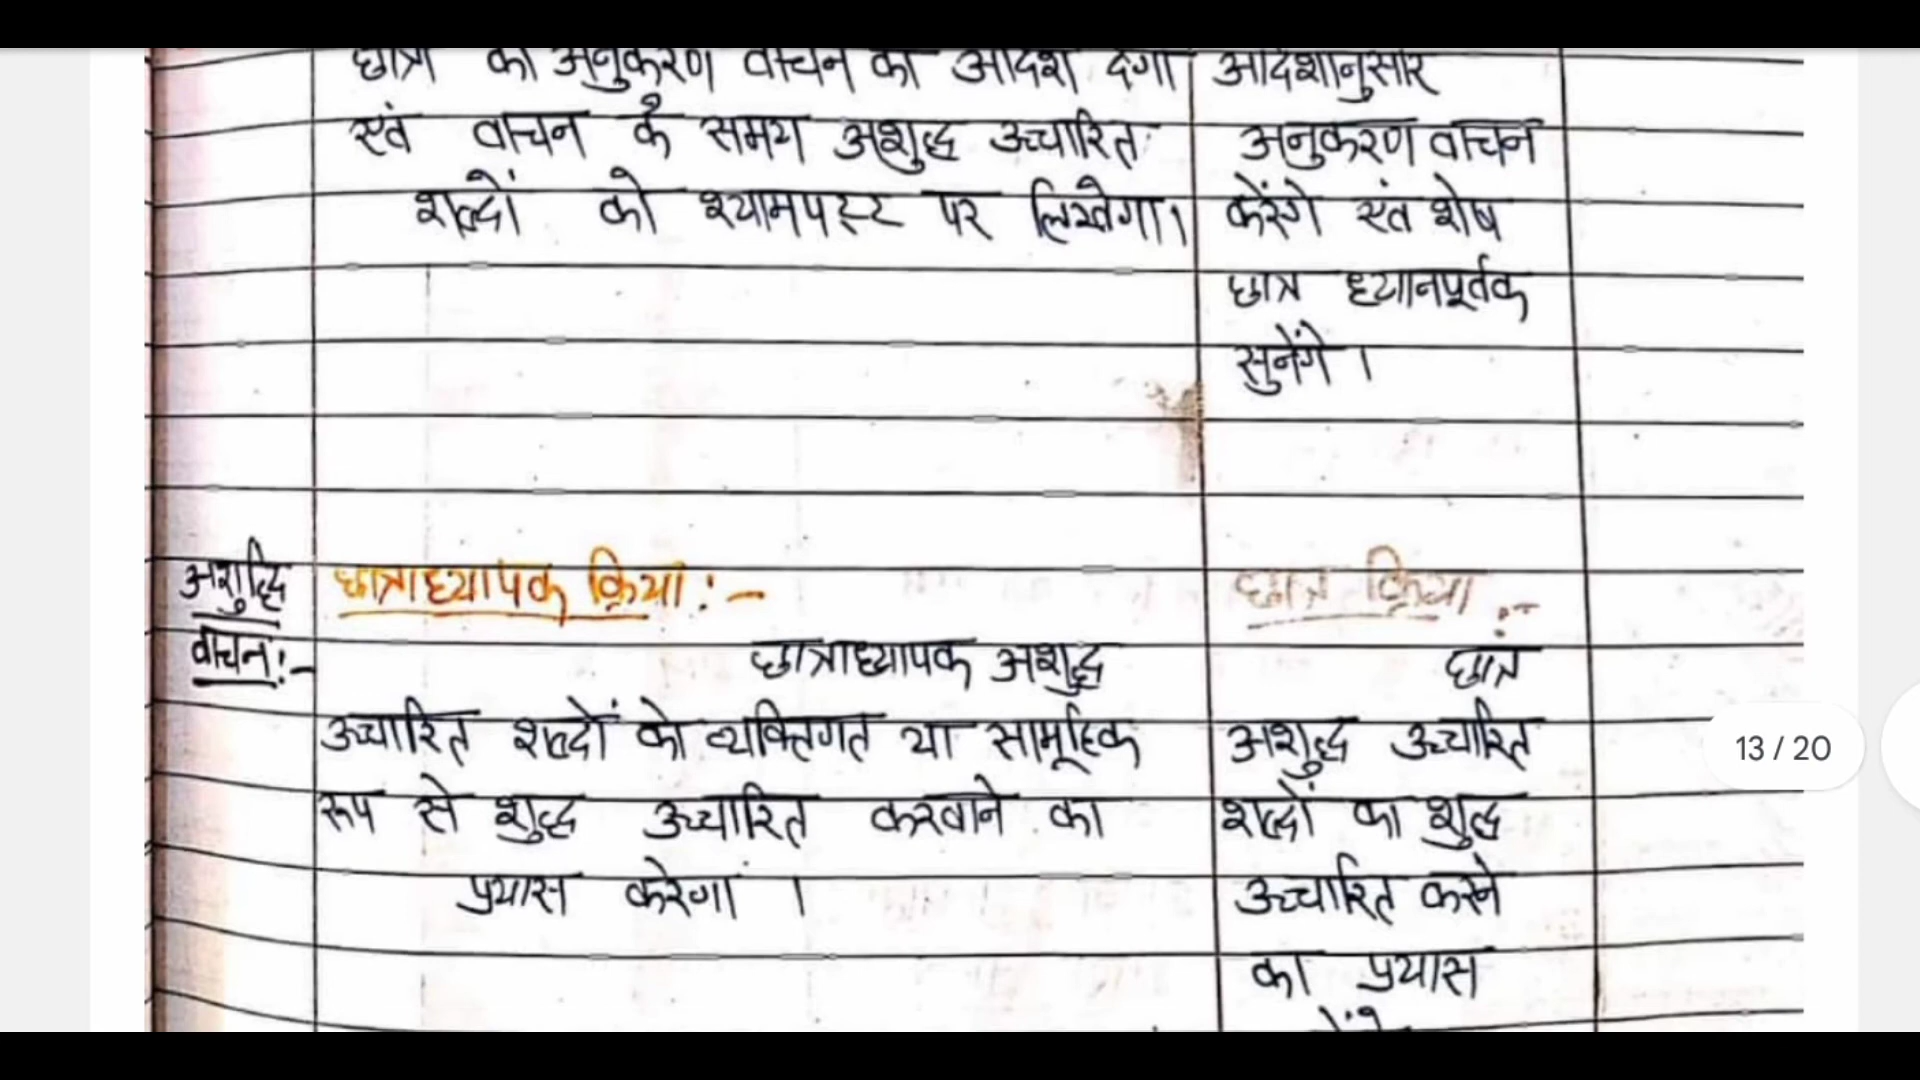 छात्रों को अनुकरण वाचन का आदेश देगा
एवं वाचन के समय अशुद्ध उच्चारित
शब्दों को श्यामपट्ट पर लिखेगा।
आदेशानुसार
अनुकरण वाचन
करेंगे एवं शेष
छात्र ध्यानपूर्वक
सुनेंगे ।
अशुद्धि
वाचन:-
छात्राध्यापक क्रिया :-
छात्राध्यापक अशुद्ध
उच्चारित शब्दों को व्यक्तिगत या सामूहिक
रूप से शुद्ध उच्चारित करवाने का
प्रयास करेगा ।
छात्र क्रिया :-
छात्र
अशुद्ध उच्चारित
शब्दों का शुद्ध
उच्चारित करने
का प्रयास
13 / 20